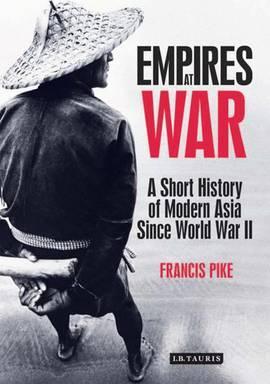 EMPIRES
AT
WAR
A Short History
of Modern Asia
Since World War II
FRANCIS PIKE
I.B.TAURIS